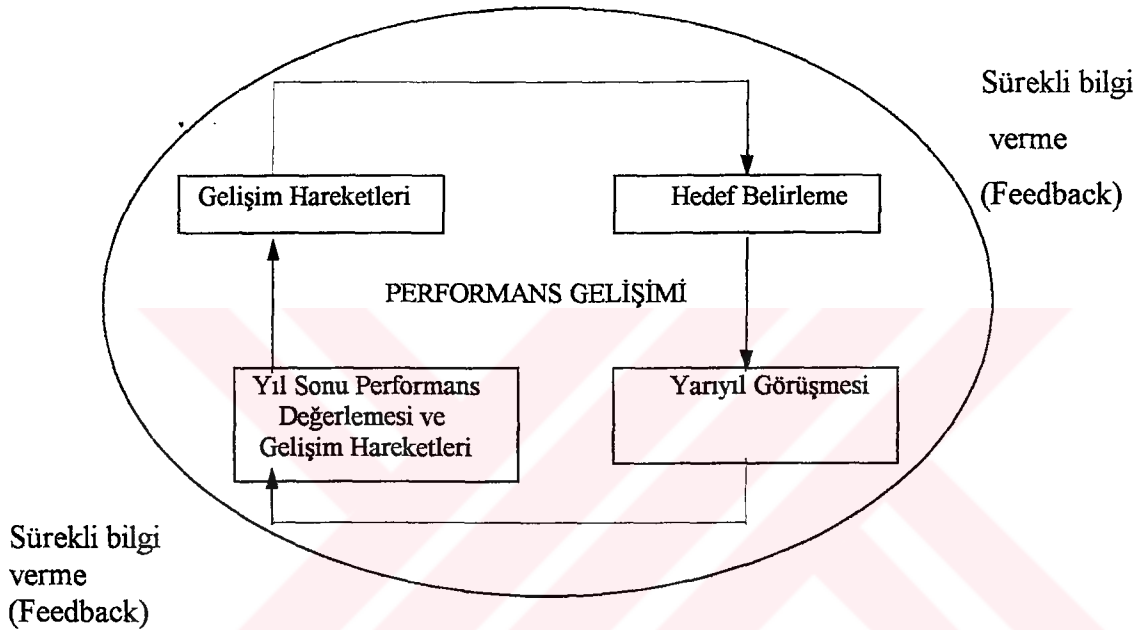 Sürekli bilgi
verme
(Feedback)
Gelişim Hareketleri
Hedef Belirleme
PERFORMANS GELİŞİMİ
Yıl Sonu Performans
Değerlemesi ve
Gelişim Hareketleri
Yarıyıl Görüşmesi
Sürekli bilgi
verme
(Feedback)